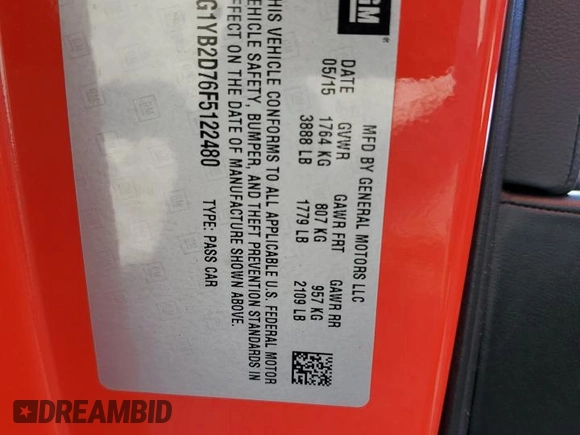 GM®
MFD BY GENERAL MOTORS LLC
DATE GVWR GAWR FRT GAWR RR
05/15 1764 KG 807 KG 957 KG
3888 LB 1779 LB 2109 LB
THIS VEHICLE CONFORMS TO ALL APPLICABLE U.S. FEDERAL MOTOR
VEHICLE SAFETY, BUMPER, AND THEFT PREVENTION STANDARDS IN
EFFECT ON THE DATE OF MANUFACTURE SHOWN ABOVE.
G1YB2D76F5122480 TYPE: PASS CAR
DREAMBID